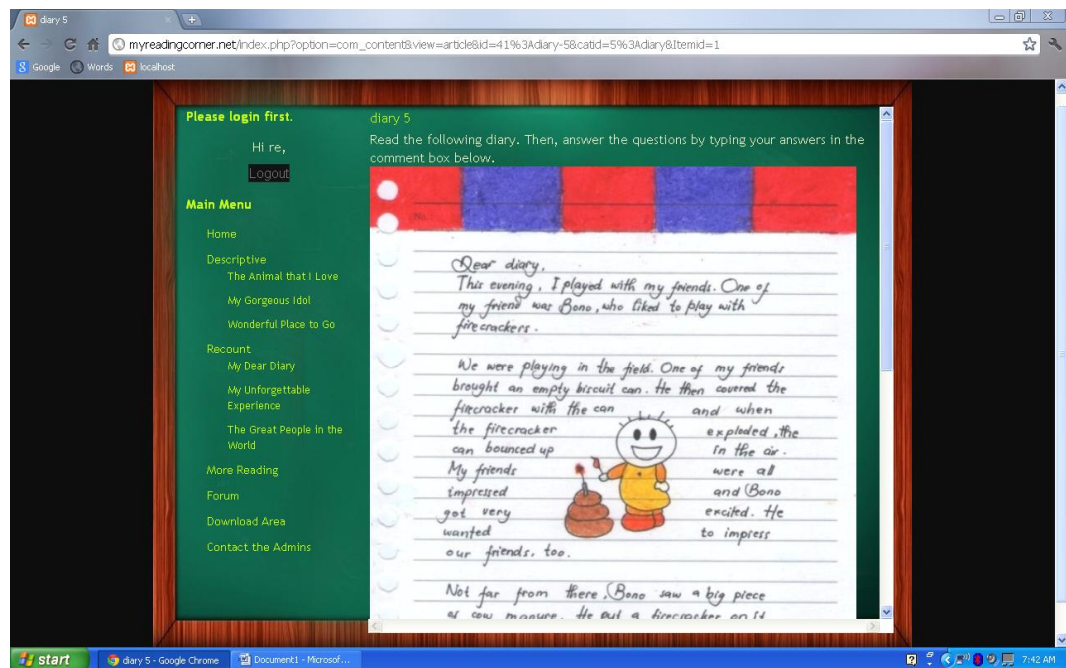 diary 5
myreadingcorner.net/index.php?option=com_content&view=article&id=41%3Adiary-5&catid=5%3Adiary&Itemid=1
Google Words localhost
Please login first.
Hi re,
Logout
Main Menu
Home
Descriptive
The Animal that I Love
My Gorgeous Idol
Wonderful Place to Go
Recount
My Dear Diary
My Unforgettable
Experience
The Great People in the
World
More Reading
Forum
Download Area
Contact the Admins
diary 5
Read the following diary. Then, answer the questions by typing your answers in the
comment box below.
No.
Dear diary,
This evening, I played with my friends. One of
my friend was Bono, who liked to play with
firecrackers.
We were playing in the field. One of my friends
brought an empty biscuit can. He then covered the
firecracker with the can and when
the firecracker exploded, the
can bounced up in the air.
My friends were all
impressed and Bono
got very excited. He
wanted to impress
our friends, too.
Not far from there, Bono saw a big piece
of cow manure. He put a firecracker on it
start
diary 5 - Google Chrome
Document1 - Microsof...
7:42 AM